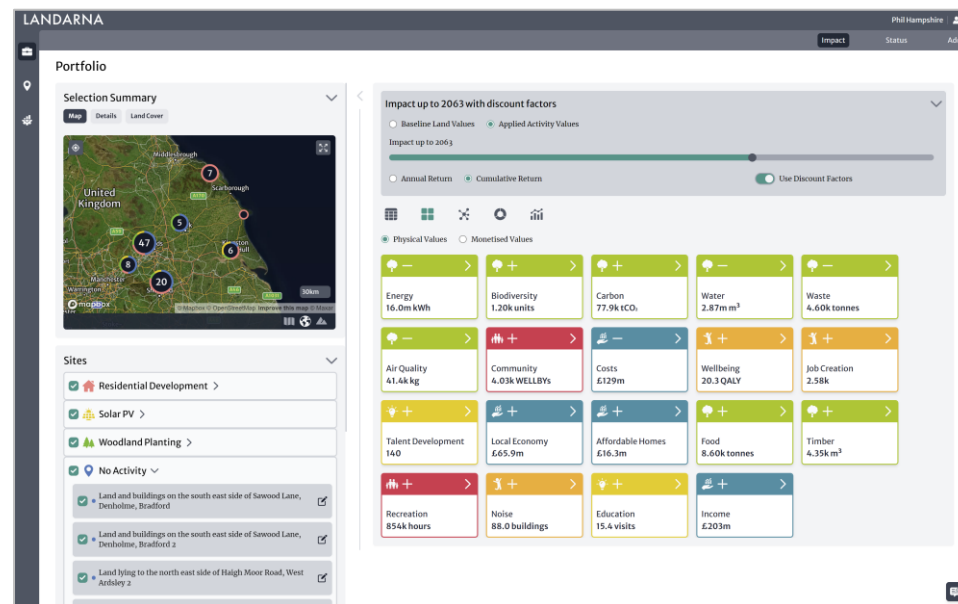 LANDARNA
Phil Hampshire
Impact
Status
Portfolio
Selection Summary
Map
Details
Land Cover
Middlesbrough
7
Scarborough
United
Kingdom
5
47
6
8
Manchester
20
Warrington
30km
mapbox
© Mapbox © OpenStreetMap Improve this map © Maxar
Sites
Residential Development >
Solar PV >
Woodland Planting >
No Activity
Land and buildings on the south east side of Sawood Lane,
Denholme, Bradford
Land and buildings on the south east side of Sawood Lane,
Denholme, Bradford 2
Land lying to the north east side of Haigh Moor Road, West
Ardsley 2
Impact up to 2063 with discount factors
Baseline Land Values
Applied Activity Values
Impact up to 2063
Annual Return
Cumulative Return
Use Discount Factors
Physical Values
Monetised Values
− > + > + > − > − >
Energy
16.0m kWh
Biodiversity
1.20k units
Carbon
77.9k tCO₂
Water
2.87m m³
Waste
4.60k tonnes
− > + > − > + > + >
Air Quality
41.4k kg
Community
4.03k WELLBYs
Costs
£129m
Wellbeing
20.3 QALY
Job Creation
2.58k
+ > + > + > + > + >
Talent Development
140
Local Economy
£65.9m
Affordable Homes
£16.3m
Food
8.60k tonnes
Timber
4.35k m³
+ > + > + > + >
Recreation
854k hours
Noise
88.0 buildings
Education
15.4 visits
Income
£203m